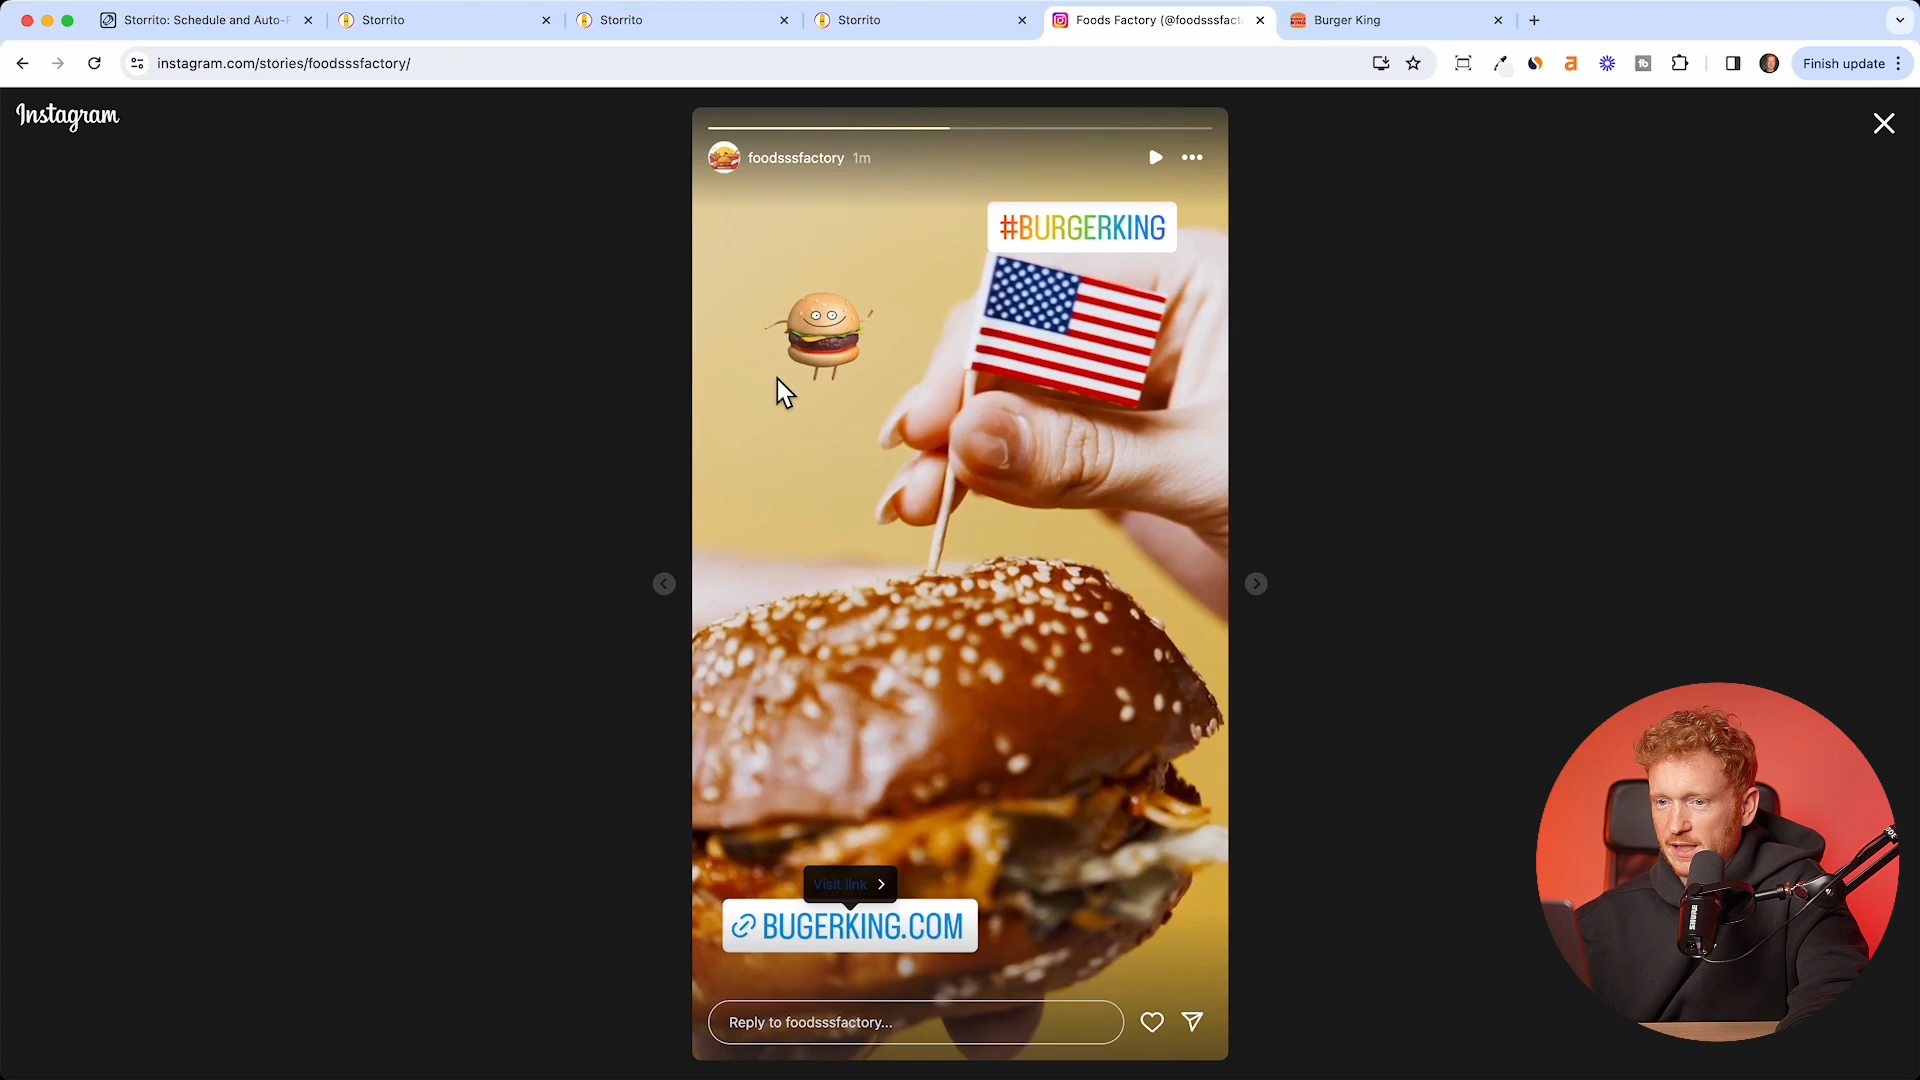 Storrito: Schedule and Auto-P
Storrito
Storrito
Storrito
Foods Factory (@foodsssfact
Burger King
instagram.com/stories/foodsssfactory/
Finish update
Instagram
foodsssfactory 1m
#BURGERKING
Visit link
BUGERKING.COM
Reply to foodsssfactory...
SHURE